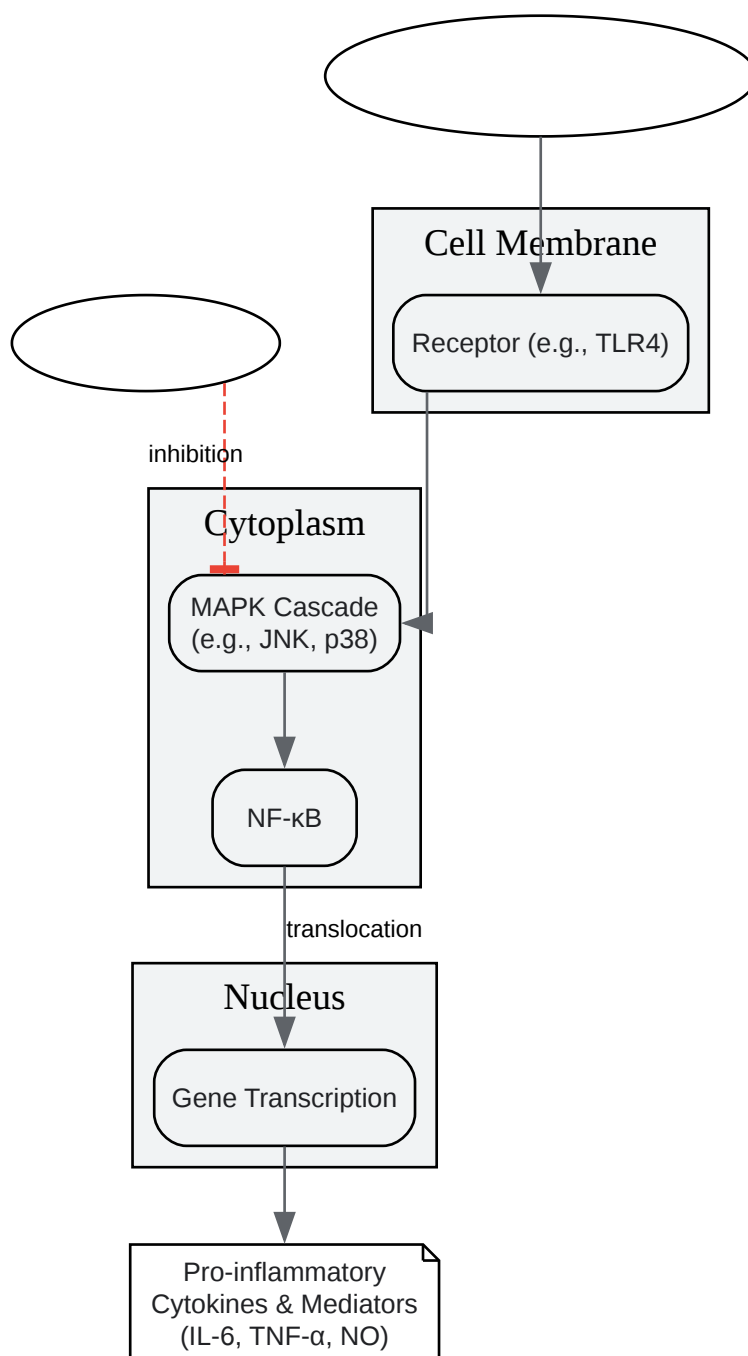 Cell Membrane
Receptor (e.g., TLR4)
inhibition
Cytoplasm
MAPK Cascade
(e.g., JNK, p38)
NF-κB
translocation
Nucleus
Gene Transcription
Pro-inflammatory
Cytokines & Mediators
(IL-6, TNF-α, NO)